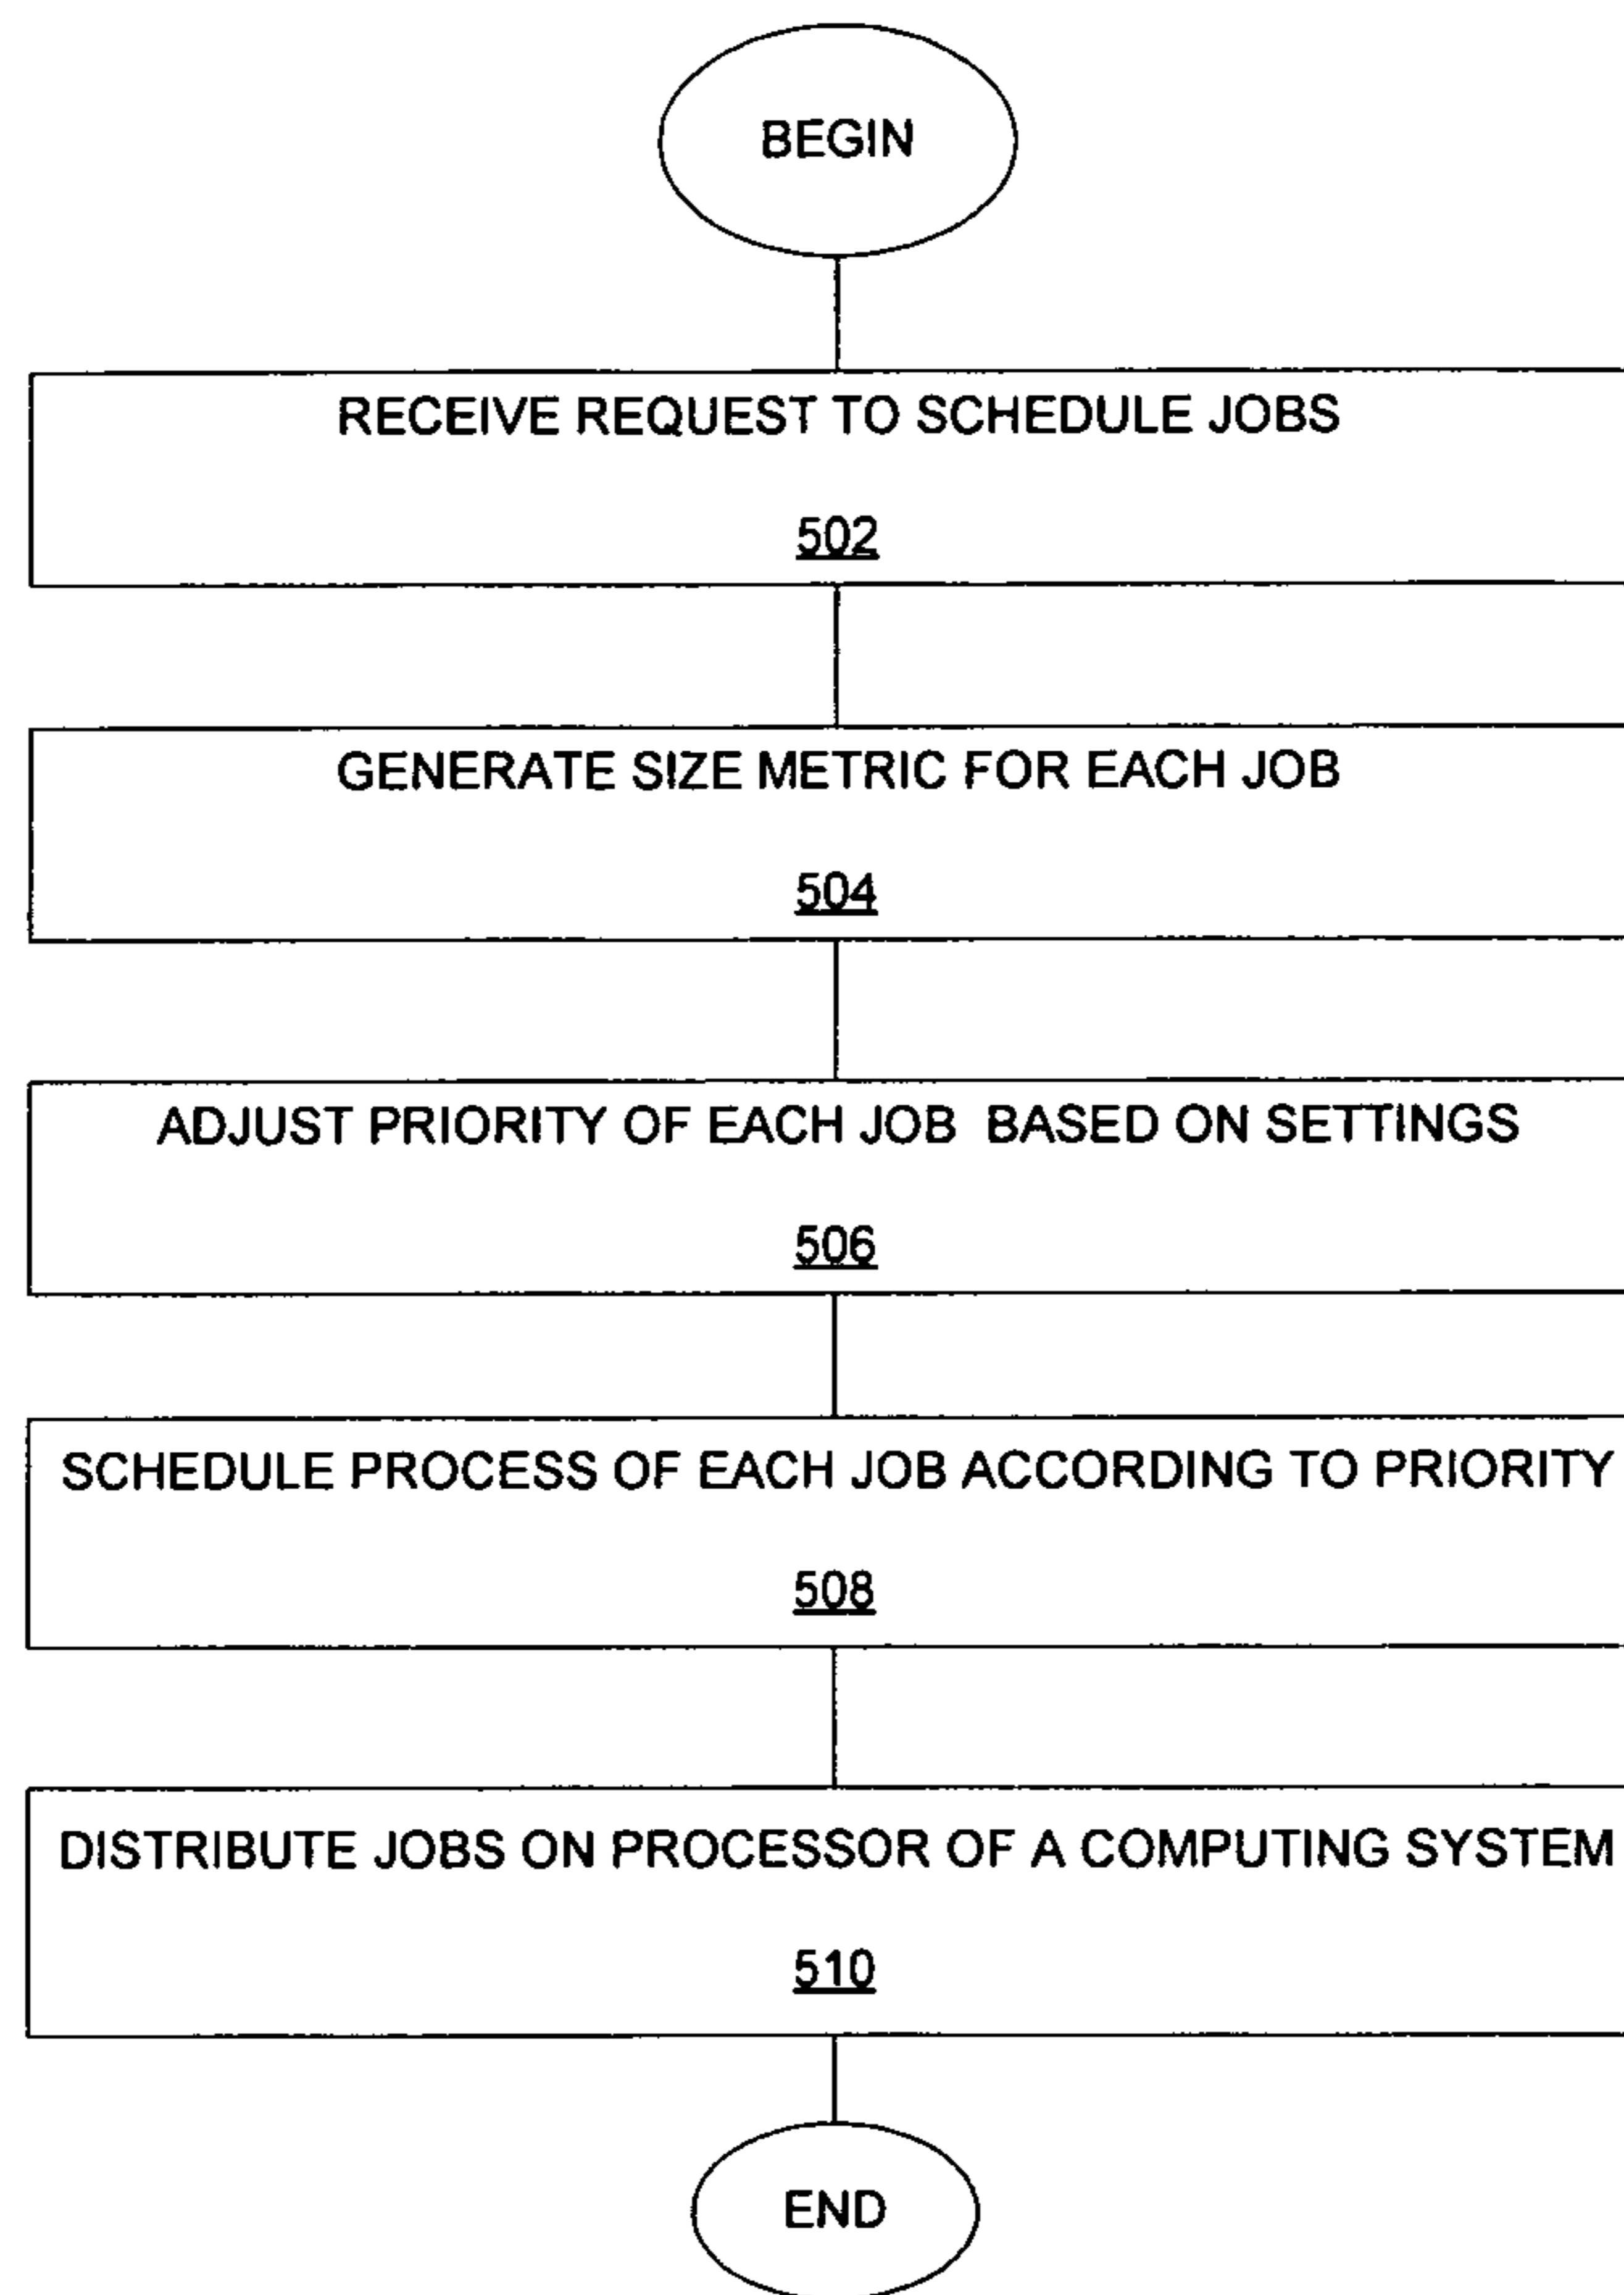 BEGIN
RECEIVE REQUEST TO SCHEDULE JOBS
502
GENERATE SIZE METRIC FOR EACH JOB
504
ADJUST PRIORITY OF EACH JOB BASED ON SETTINGS
506
SCHEDULE PROCESS OF EACH JOB ACCORDING TO PRIORITY
508
DISTRIBUTE JOBS ON PROCESSOR OF A COMPUTING SYSTEM
510
END